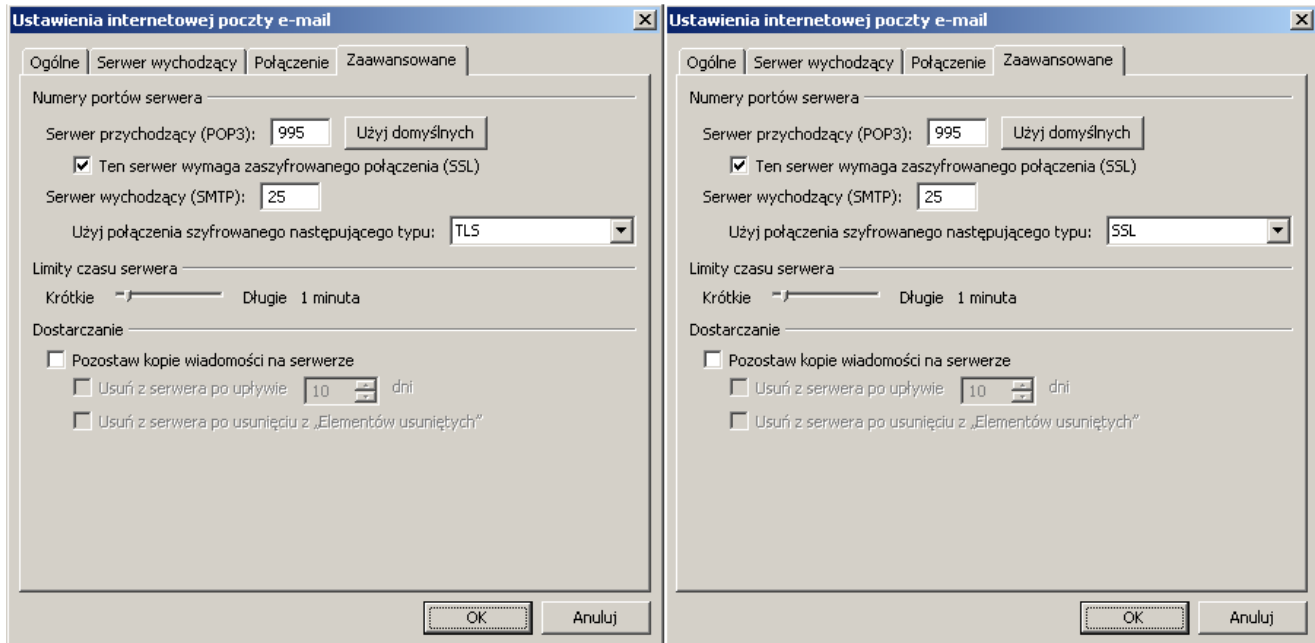 Ustawienia internetowej poczty e-mail
Ogólne Serwer wychodzący Połączenie Zaawansowane
Numery portów serwera
Serwer przychodzący (POP3): 995 Użyj domyślnych
Ten serwer wymaga zaszyfrowanego połączenia (SSL)
Serwer wychodzący (SMTP): 25
Użyj połączenia szyfrowanego następującego typu: TLS
Limity czasu serwera
Krótkie Długie 1 minuta
Dostarczanie
Pozostaw kopie wiadomości na serwerze
Usuń z serwera po upływie 10 dni
Usuń z serwera po usunięciu z „Elementów usuniętych”
OK Anuluj
Ustawienia internetowej poczty e-mail
Ogólne Serwer wychodzący Połączenie Zaawansowane
Numery portów serwera
Serwer przychodzący (POP3): 995 Użyj domyślnych
Ten serwer wymaga zaszyfrowanego połączenia (SSL)
Serwer wychodzący (SMTP): 25
Użyj połączenia szyfrowanego następującego typu: SSL
Limity czasu serwera
Krótkie Długie 1 minuta
Dostarczanie
Pozostaw kopie wiadomości na serwerze
Usuń z serwera po upływie 10 dni
Usuń z serwera po usunięciu z „Elementów usuniętych”
OK Anuluj